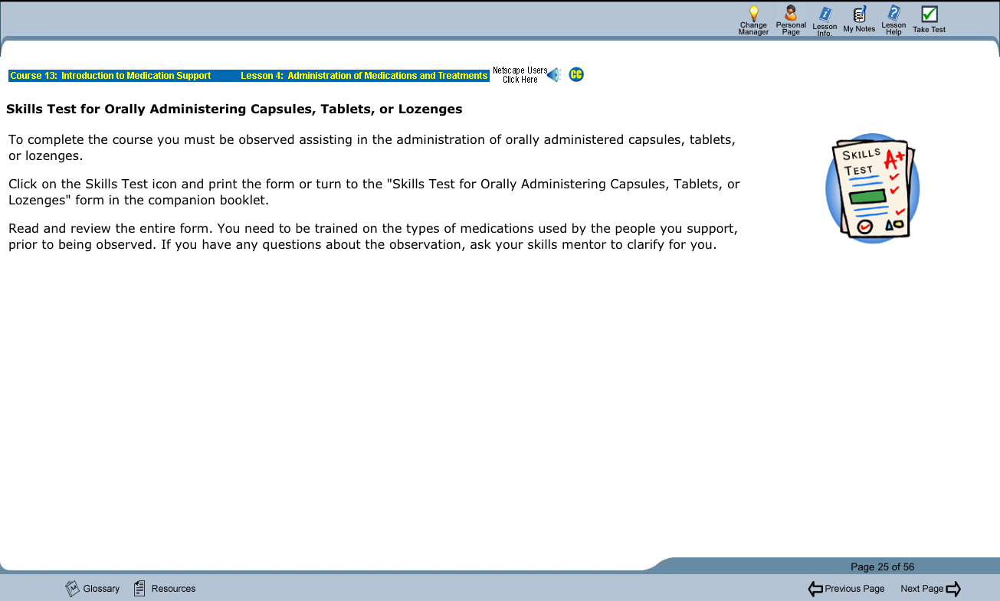 Change Manager
Personal Page
Lesson Info.
My Notes
Lesson Help
Take Test
Course 13: Introduction to Medication Support
Lesson 4: Administration of Medications and Treatments
Netscape Users
Click Here
CC
Skills Test for Orally Administering Capsules, Tablets, or Lozenges
To complete the course you must be observed assisting in the administration of orally administered capsules, tablets,
or lozenges.
SKILLS
TEST
A+
Click on the Skills Test icon and print the form or turn to the "Skills Test for Orally Administering Capsules, Tablets, or
Lozenges" form in the companion booklet.
Read and review the entire form. You need to be trained on the types of medications used by the people you support,
prior to being observed. If you have any questions about the observation, ask your skills mentor to clarify for you.
Page 25 of 56
Glossary
Resources
Previous Page
Next Page